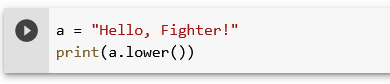 a = "Hello, Fighter!"
print(a.lower())